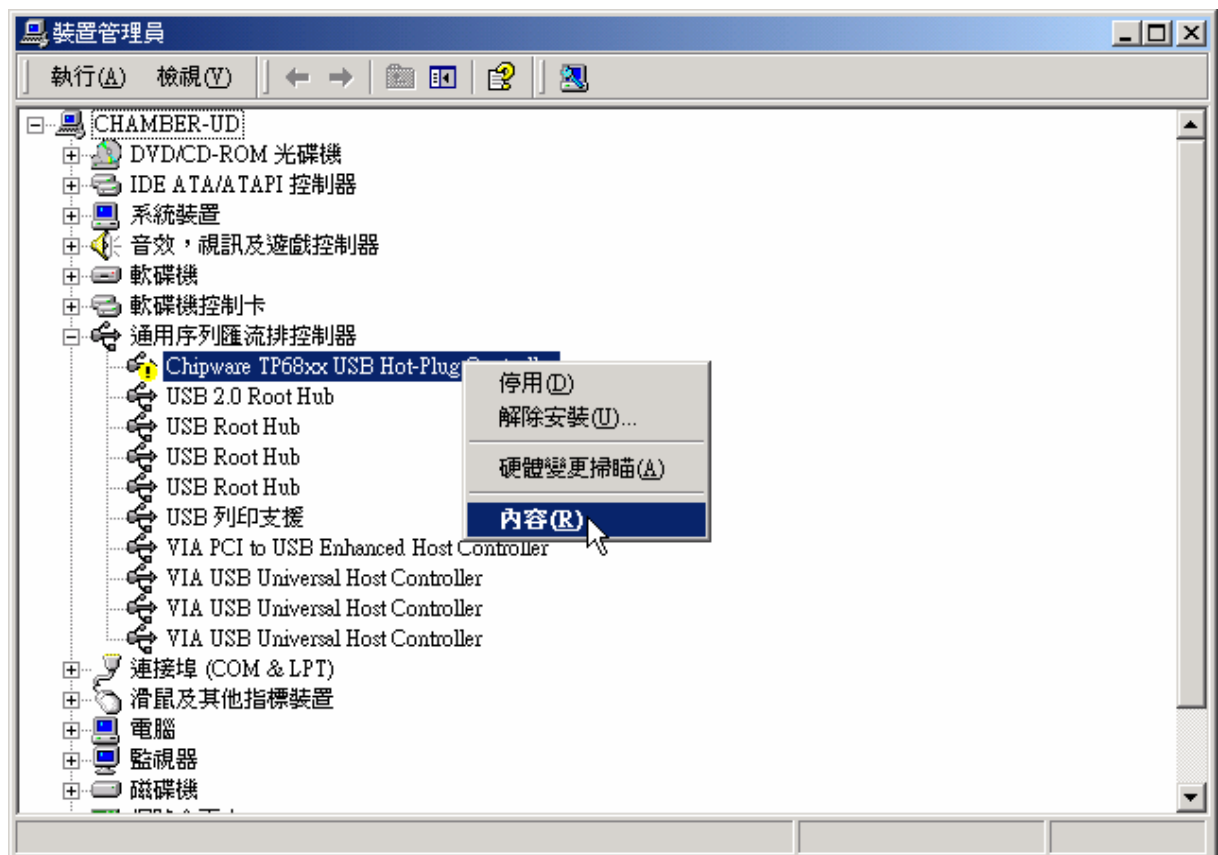 裝置管理員
執行(A) 檢視(V)
CHAMBER-UD
DVD/CD-ROM 光碟機
IDE ATA/ATAPI 控制器
系統裝置
音效，視訊及遊戲控制器
軟碟機
軟碟機控制卡
通用序列匯流排控制器
Chipware TP68xx USB Hot-Plug
USB 2.0 Root Hub
USB Root Hub
USB Root Hub
USB Root Hub
USB 列印支援
VIA PCI to USB Enhanced Host Controller
VIA USB Universal Host Controller
VIA USB Universal Host Controller
VIA USB Universal Host Controller
連接埠 (COM & LPT)
滑鼠及其他指標裝置
電腦
監視器
磁碟機
停用(D)
解除安裝(U)...
硬體變更掃瞄(A)
內容(R)